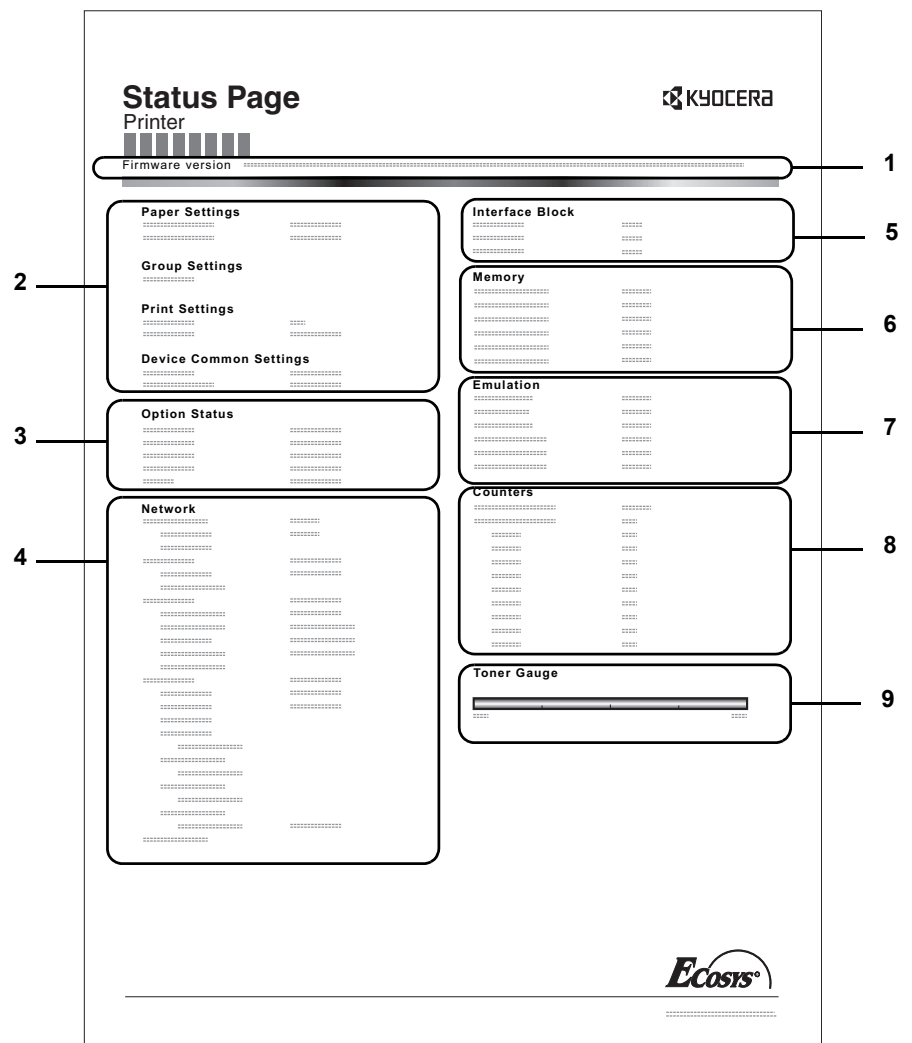 Status Page
KYOCERA
Printer
Firmware version
1
Paper Settings
Group Settings
Print Settings
Device Common Settings
2
Option Status
3
Network
4
Interface Block
5
Memory
6
Emulation
7
Counters
8
Toner Gauge
9
Ecosys